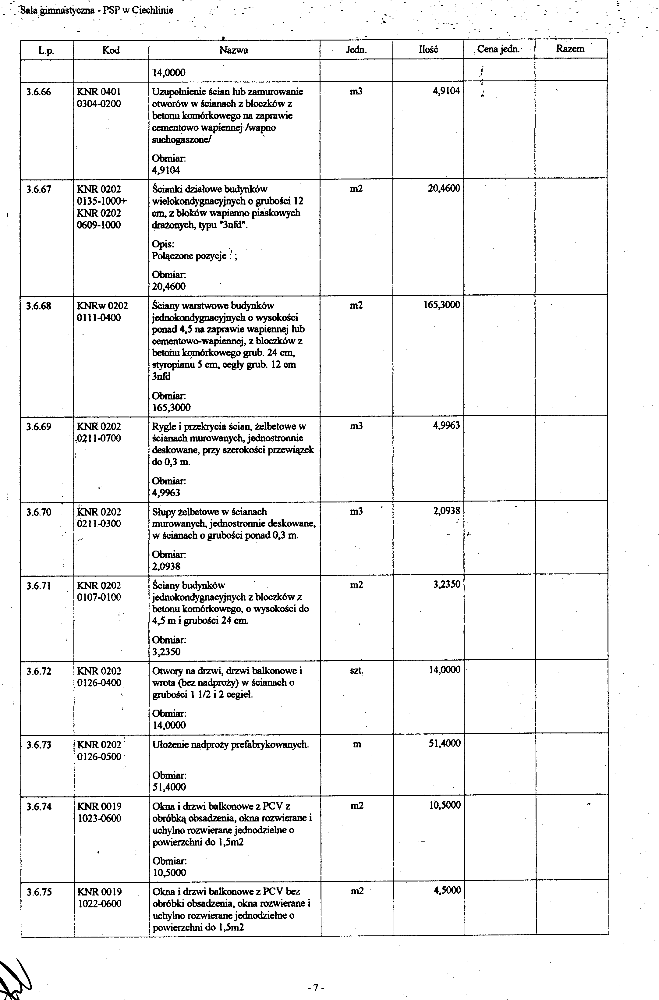 Sala gimnastyczna - PSP w Ciechlinie
L.p. Kod Nazwa Jedn. Ilość Cena jedn. Razem
14,0000
3.6.66 KNR 0401 Uzupełnienie ścian lub zamurowanie m3 4,9104
0304-0200 otworów w ścianach z bloczków z
betonu komórkowego na zaprawie
cementowo wapiennej /wapno
suchogaszone/
Obmiar:
4,9104
3.6.67 KNR 0202 Ścianki działowe budynków m2 20,4600
0135-1000+ wielokondygnacyjnych o grubości 12
KNR 0202 cm, z bloków wapienno piaskowych
0609-1000 drażonych, typu "3nfd".
Opis:
Połączone pozycje : ;
Obmiar:
20,4600
3.6.68 KNRw 0202 Ściany warstwowe budynków m2 165,3000
0111-0400 jednokondygnacyjnych o wysokości
ponad 4,5 na zaprawie wapiennej lub
cementowo-wapiennej, z bloczków z
betonu komórkowego grub. 24 cm,
styropianu 5 cm, cegły grub. 12 cm
3nfd
Obmiar:
165,3000
3.6.69 KNR 0202 Rygle i przekrycia ścian, żelbetowe w m3 4,9963
0211-0700 ścianach murowanych, jednostronnie
deskowane, przy szerokości przewiązek
do 0,3 m.
Obmiar:
4,9963
3.6.70 KNR 0202 Słupy żelbetowe w ścianach m3 2,0938
0211-0300 murowanych, jednostronnie deskowane,
w ścianach o grubości ponad 0,3 m.
Obmiar:
2,0938
3.6.71 KNR 0202 Ściany budynków m2 3,2350
0107-0100 jednokondygnacyjnych z bloczków z
betonu komórkowego, o wysokości do
4,5 m i grubości 24 cm.
Obmiar:
3,2350
3.6.72 KNR 0202 Otwory na drzwi, drzwi balkonowe i szt. 14,0000
0126-0400 wrota (bez nadproży) w ścianach o
grubości 1 1/2 i 2 cegieł.
Obmiar:
14,0000
3.6.73 KNR 0202 Ułożenie nadproży prefabrykowanych. m 51,4000
0126-0500
Obmiar:
51,4000
3.6.74 KNR 0019 Okna i drzwi balkonowe z PCV z m2 10,5000
1023-0600 obróbką obsadzenia, okna rozwierane i
uchylno rozwierane jednodzielne o
powierzchni do 1,5m2
Obmiar:
10,5000
3.6.75 KNR 0019 Okna i drzwi balkonowe z PCV bez m2 4,5000
1022-0600 obróbki obsadzenia, okna rozwierane i
uchylno rozwierane jednodzielne o
powierzchni do 1,5m2
- 7 -